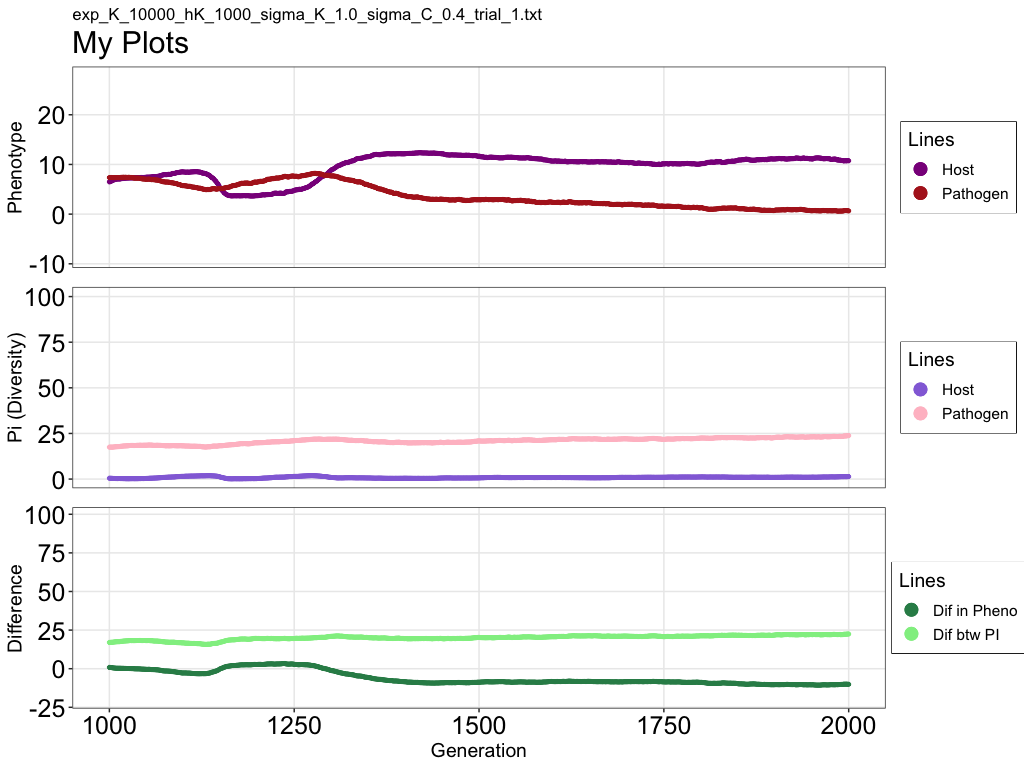 exp_K_10000_hK_1000_sigma_K_1.0_sigma_C_0.4_trial_1.txt
My Plots
Phenotype
20
10
0
-10
Lines
Host
Pathogen
Pi (Diversity)
100
75
50
25
0
Lines
Host
Pathogen
Difference
100
75
50
25
0
-25
Lines
Dif in Pheno
Dif btw PI
1000 1250 1500 1750 2000
Generation